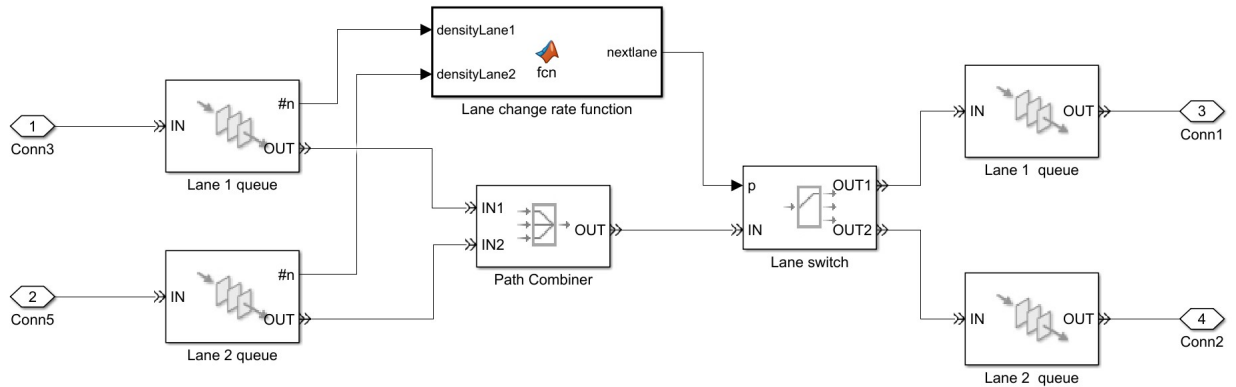 densityLane1
densityLane2
nextlane
fcn
Lane change rate function
1
Conn3
IN
#n
OUT
Lane 1 queue
2
Conn5
IN
#n
OUT
Lane 2 queue
IN1
IN2
OUT
Path Combiner
p
IN
OUT1
OUT2
Lane switch
IN
OUT
Lane 1 queue
3
Conn1
IN
OUT
Lane 2 queue
4
Conn2